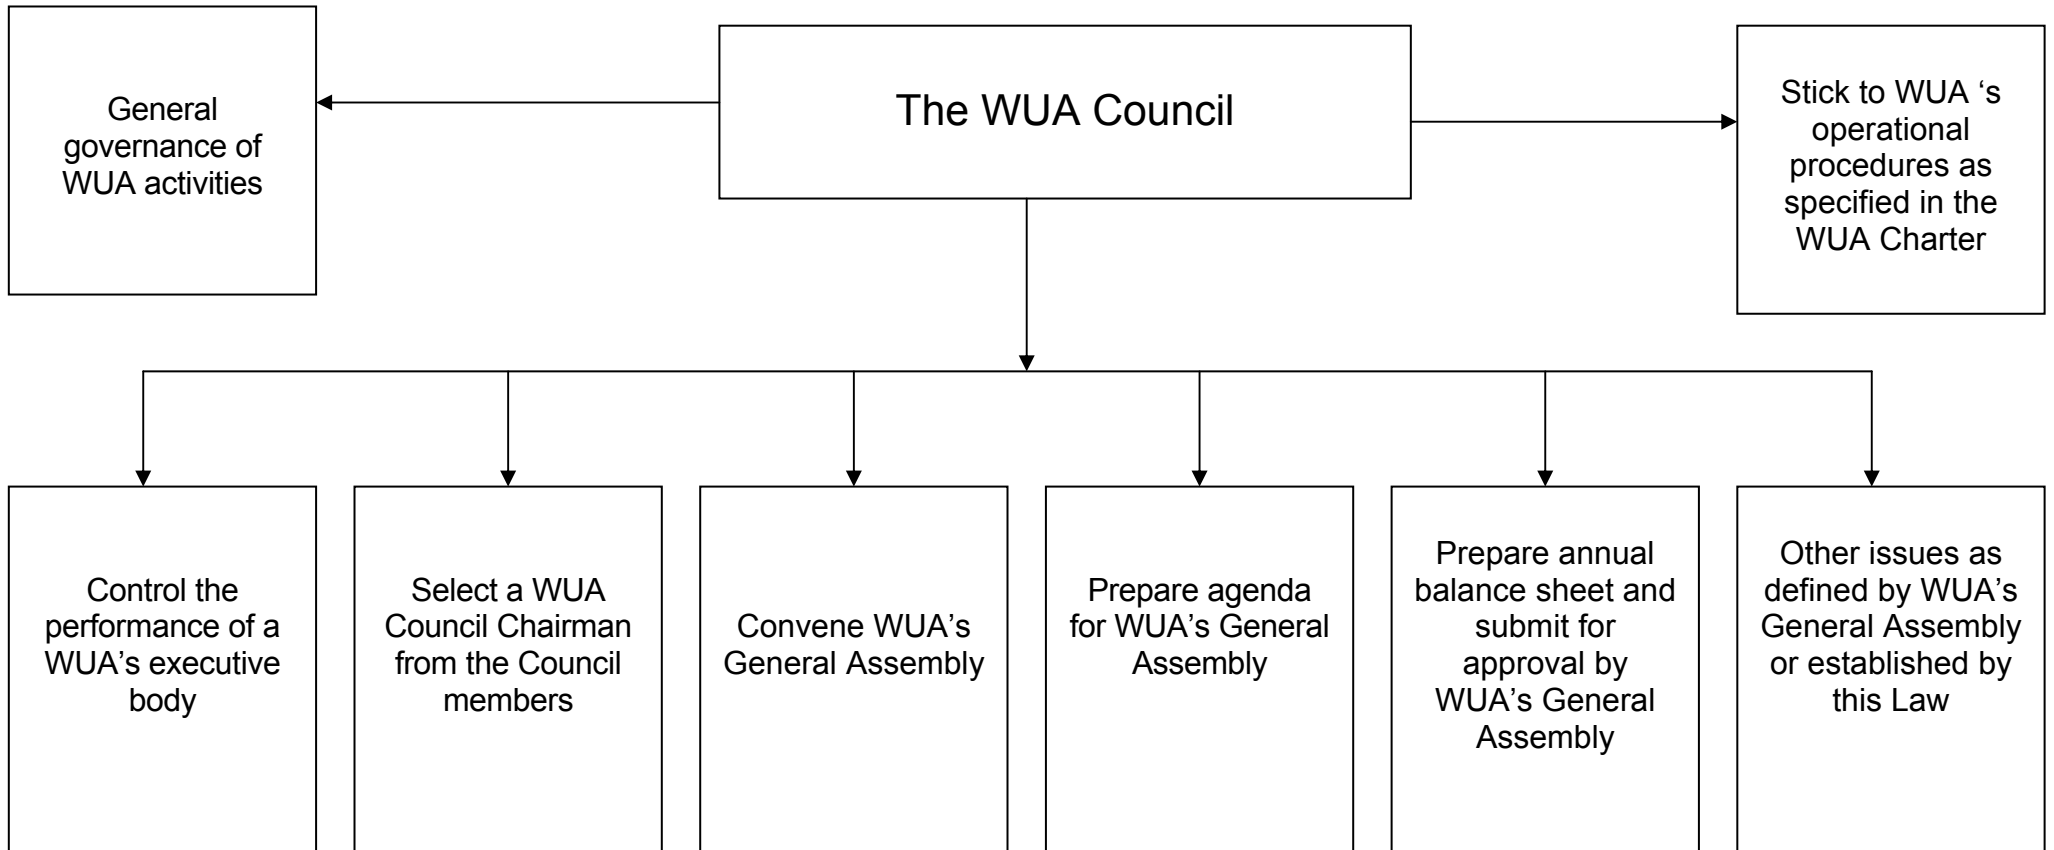 General
governance of
WUA activities
The WUA Council
Stick to WUA ‘s
operational
procedures as
specified in the
WUA Charter
Control the
performance of a
WUA’s executive
body
Select a WUA
Council Chairman
from the Council
members
Convene WUA’s
General Assembly
Prepare agenda
for WUA’s General
Assembly
Prepare annual
balance sheet and
submit for
approval by
WUA’s General
Assembly
Other issues as
defined by WUA’s
General Assembly
or established by
this Law